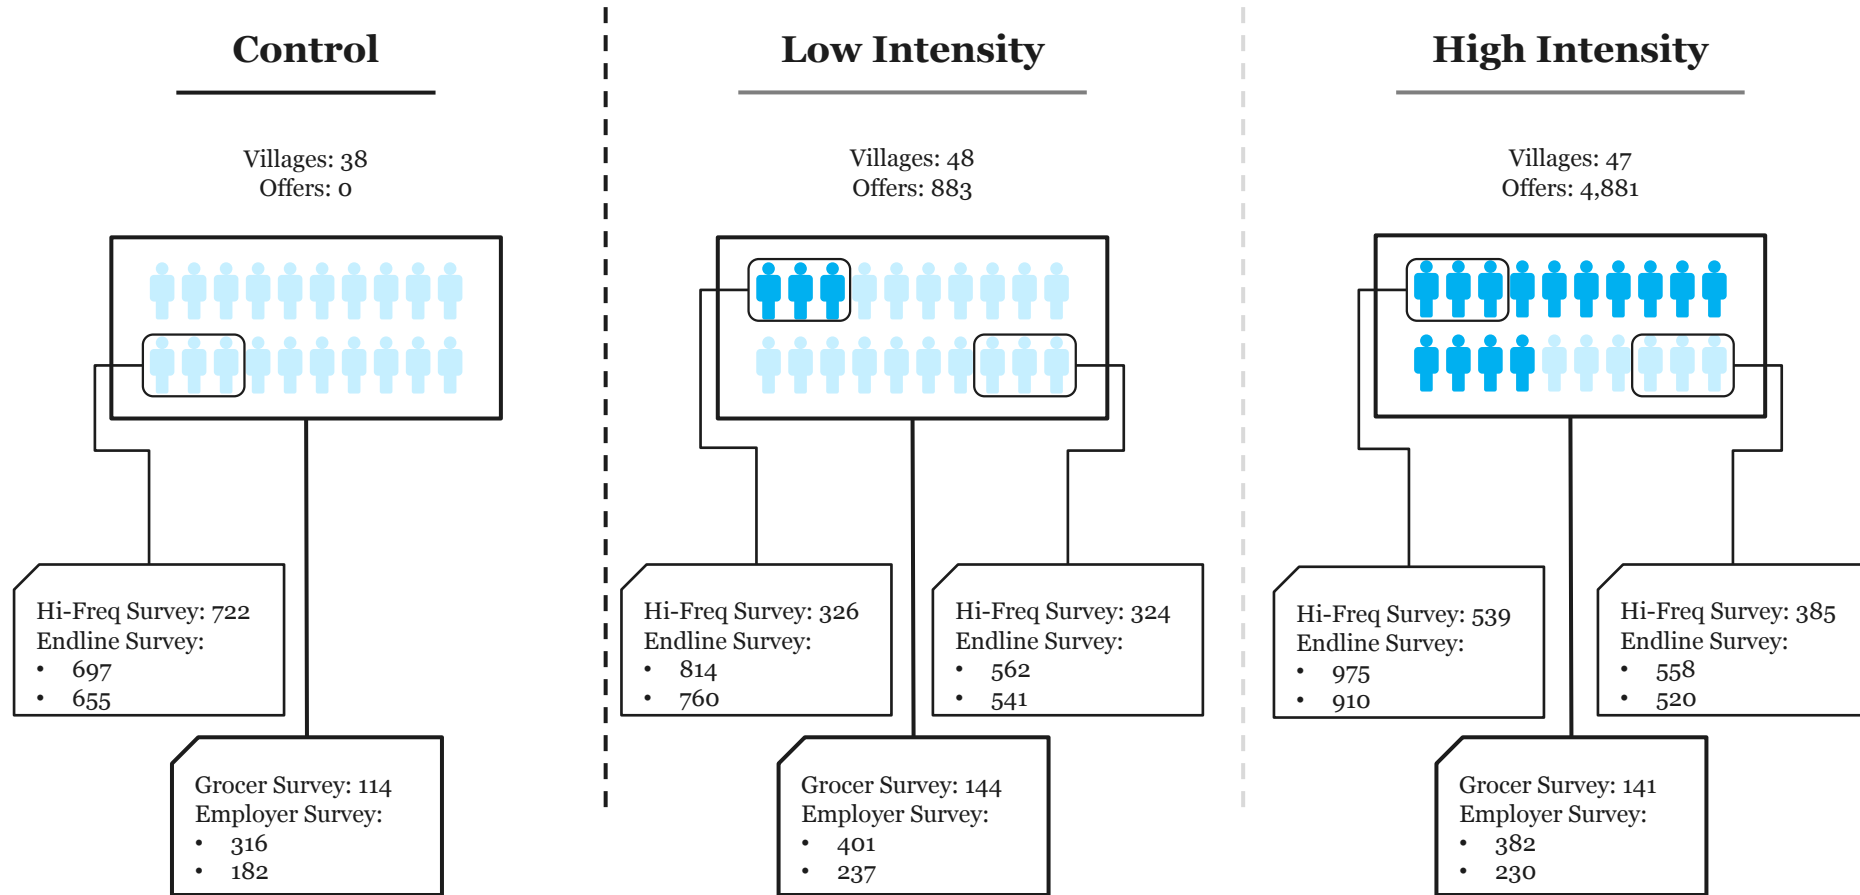 Control
Villages: 38
Offers: 0
Hi-Freq Survey: 722
Endline Survey:
• 697
• 655
Grocer Survey: 114
Employer Survey:
• 316
• 182
Low Intensity
Villages: 48
Offers: 883
Hi-Freq Survey: 326
Endline Survey:
• 814
• 760
Hi-Freq Survey: 324
Endline Survey:
• 562
• 541
Grocer Survey: 144
Employer Survey:
• 401
• 237
High Intensity
Villages: 47
Offers: 4,881
Hi-Freq Survey: 539
Endline Survey:
• 975
• 910
Hi-Freq Survey: 385
Endline Survey:
• 558
• 520
Grocer Survey: 141
Employer Survey:
• 382
• 230